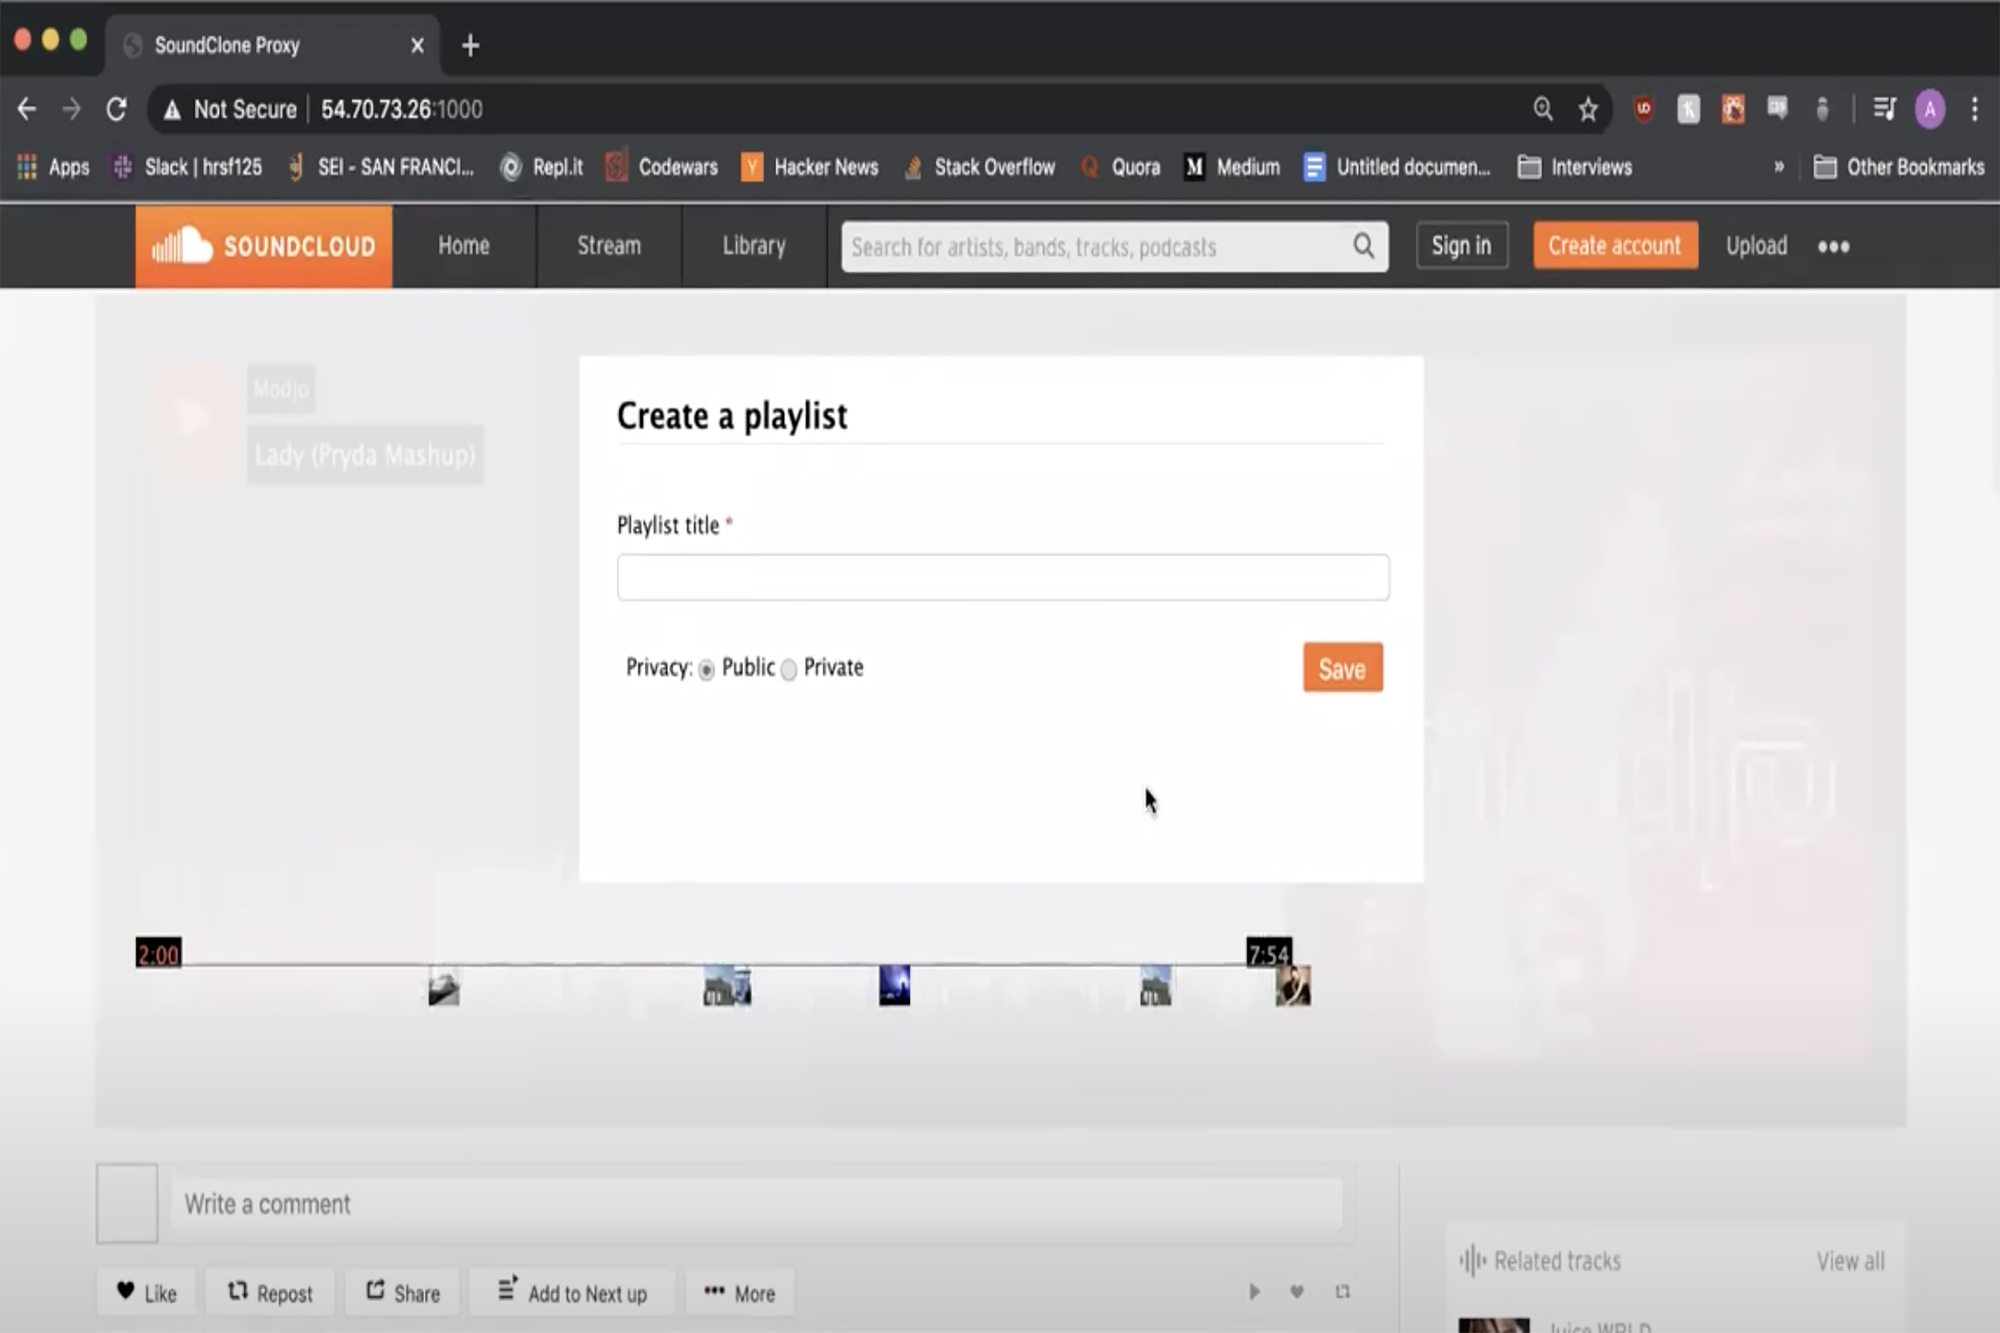 SoundClone Proxy
Not Secure 54.70.73.26:1000
A
Apps Slack | hrsf125 SEI - SAN FRANCI... Repl.it Codewars Hacker News Stack Overflow Quora Medium Untitled documen... Interviews » Other Bookmarks
SOUNDCLOUD Home Stream Library Search for artists, bands, tracks, podcasts Sign in Create account Upload
Modjo
Lady (Pryda Mashup)
Create a playlist
Playlist title *
Privacy: Public Private Save
2:00 7:54
Write a comment
Like Repost Share Add to Next up More
Related tracks View all
Juice WRLD